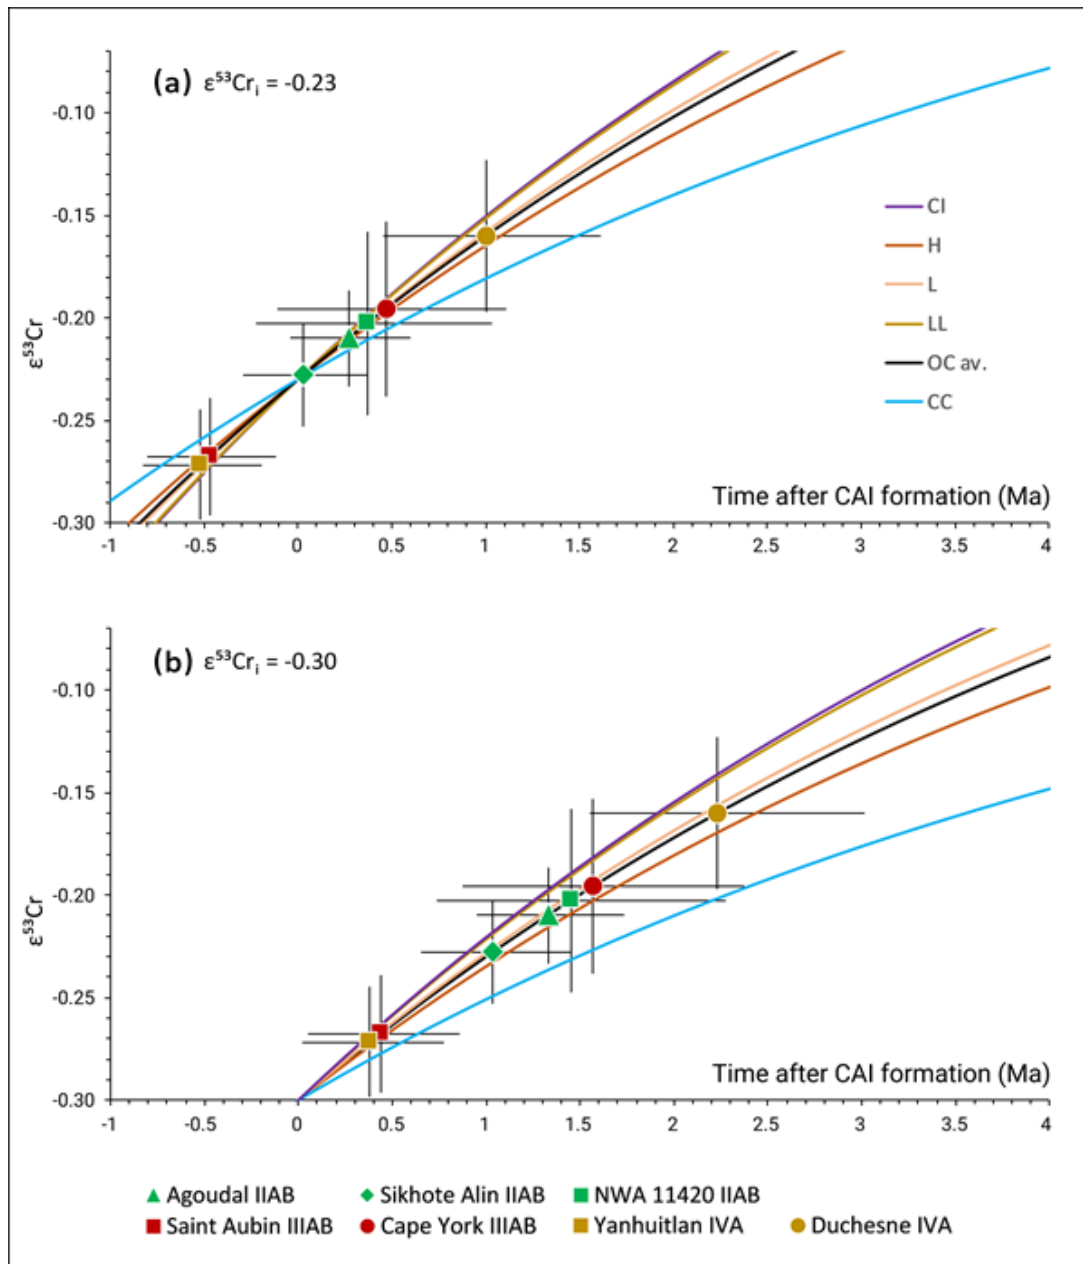 (a) ε⁵³Crᵢ = -0.23
-0.10
-0.15
-0.20
-0.25
-0.30
ε⁵³Cr
CI
H
L
LL
OC av.
CC
Time after CAI formation (Ma)
-1 -0.5 0 0.5 1 1.5 2 2.5 3 3.5 4
(b) ε⁵³Crᵢ = -0.30
-0.10
-0.15
-0.20
-0.25
-0.30
ε⁵³Cr
Time after CAI formation (Ma)
-1 -0.5 0 0.5 1 1.5 2 2.5 3 3.5 4
Agoudal IIAB Sikhote Alin IIAB NWA 11420 IIAB
Saint Aubin IIIAB Cape York IIIAB Yanhuitlan IVA Duchesne IVA